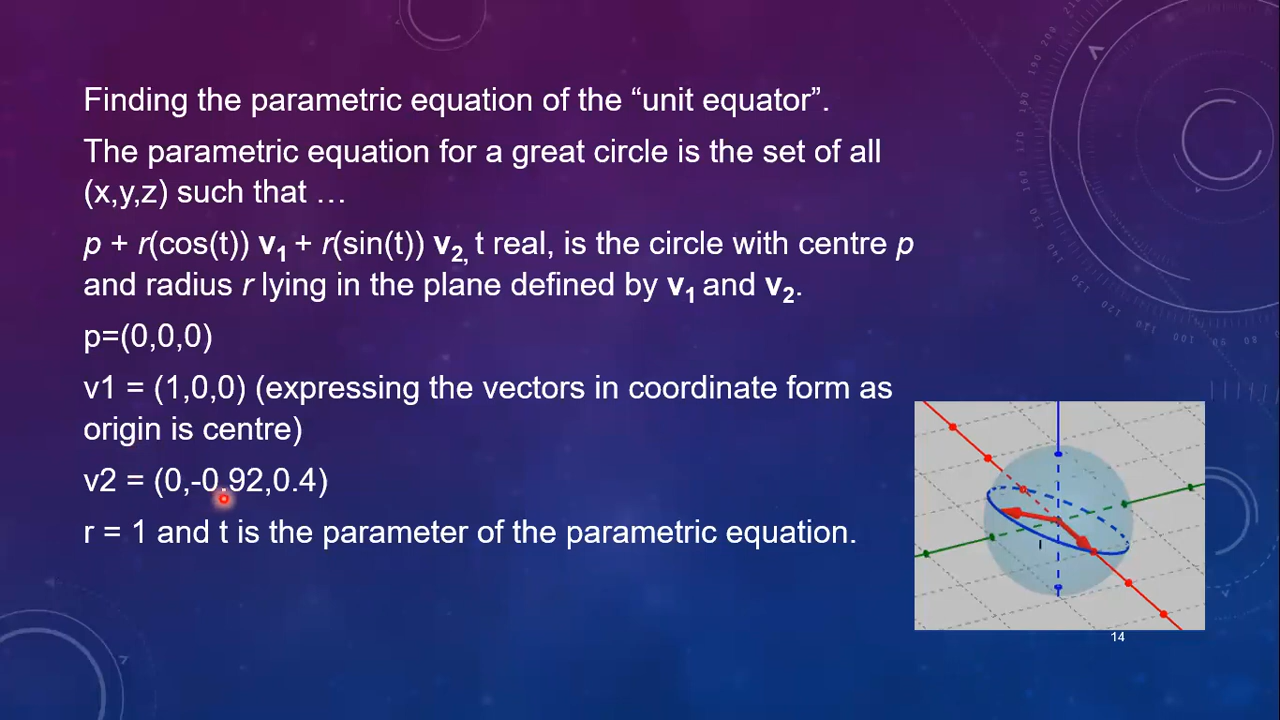 Finding the parametric equation of the “unit equator”.
The parametric equation for a great circle is the set of all
(x,y,z) such that …
p + r(cos(t)) v1 + r(sin(t)) v2, t real, is the circle with centre p
and radius r lying in the plane defined by v1 and v2.
p=(0,0,0)
v1 = (1,0,0) (expressing the vectors in coordinate form as
origin is centre)
v2 = (0,-0.92,0.4)
r = 1 and t is the parameter of the parametric equation.
14